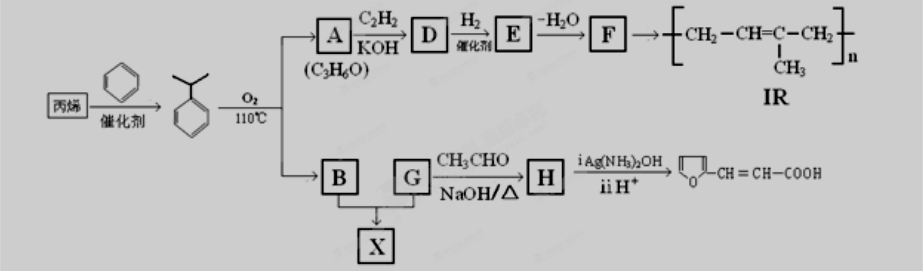 A C₂H₂ KOH D H₂ 催化剂 E -H₂O F [CH₂-CH=C-CH₂]n
(C₃H₆O) CH₃
IR
丙烯 催化剂 O₂ 110℃
B G CH₃CHO NaOH/△ H i Ag(NH₃)₂OH ii H⁺ O CH=CH-COOH
X